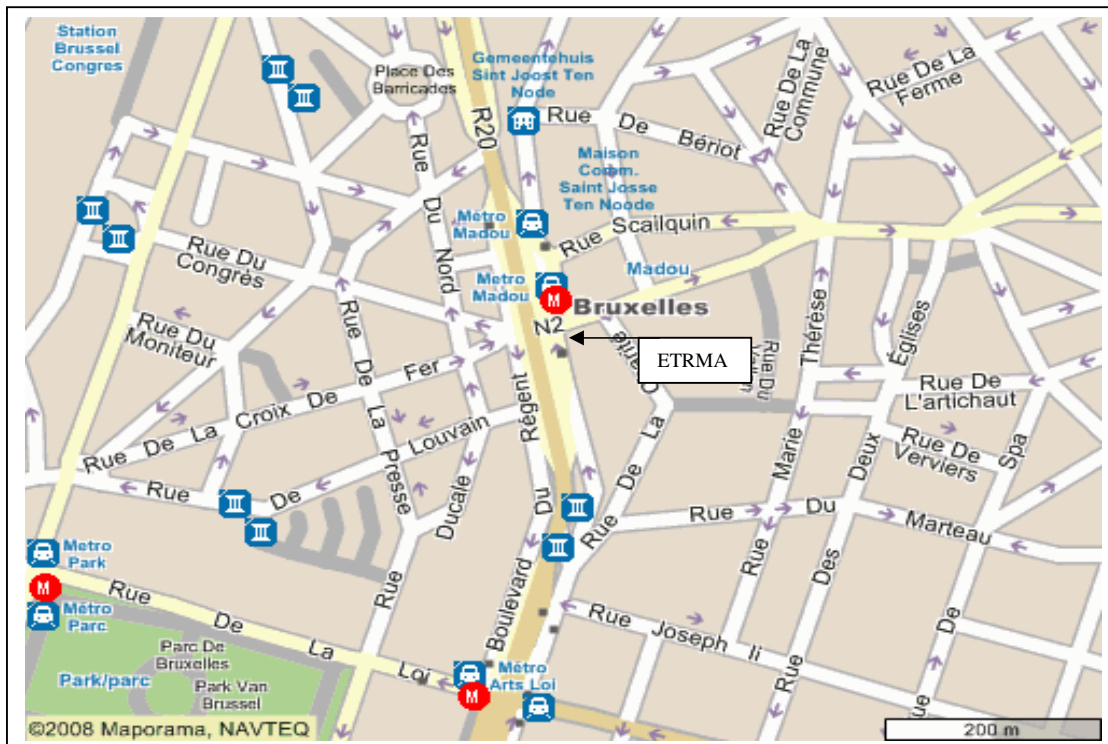 Station
Brussel
Congres
Place Des
Barricades
Gemeentehuis
Sint Joost Ten
Node
R20
Rue De Bériot
Rue De La
Commune
Rue De La
Ferme
Maison
Comm.
Saint Josse
Ten Noode
Métro
Madou
Rue Scailquin
Rue Du Nord
Rue Du
Congrès
Metro
Madou
Madou
M
Bruxelles
N2
ETRMA
Rue Du
Moniteur
Rue De La Presse
Rue De La Croix De Fer
Rue De Louvain
Rue Ducale
Boulevard Du Régent
Rue De La
Rue Du
Rue Marie Thérèse
Rue Des Deux Églises
Rue De
L'artichaut
Rue De
Verviers
De Spa
Rue Du Marteau
Rue Joseph Ii
Metro
Park
M
Métro
Parc
Rue De La Loi
Parc De
Bruxelles
Park/parc
Park Van
Brussel
Métro
Arts Loi
M
©2008 Maporama, NAVTEQ
200 m